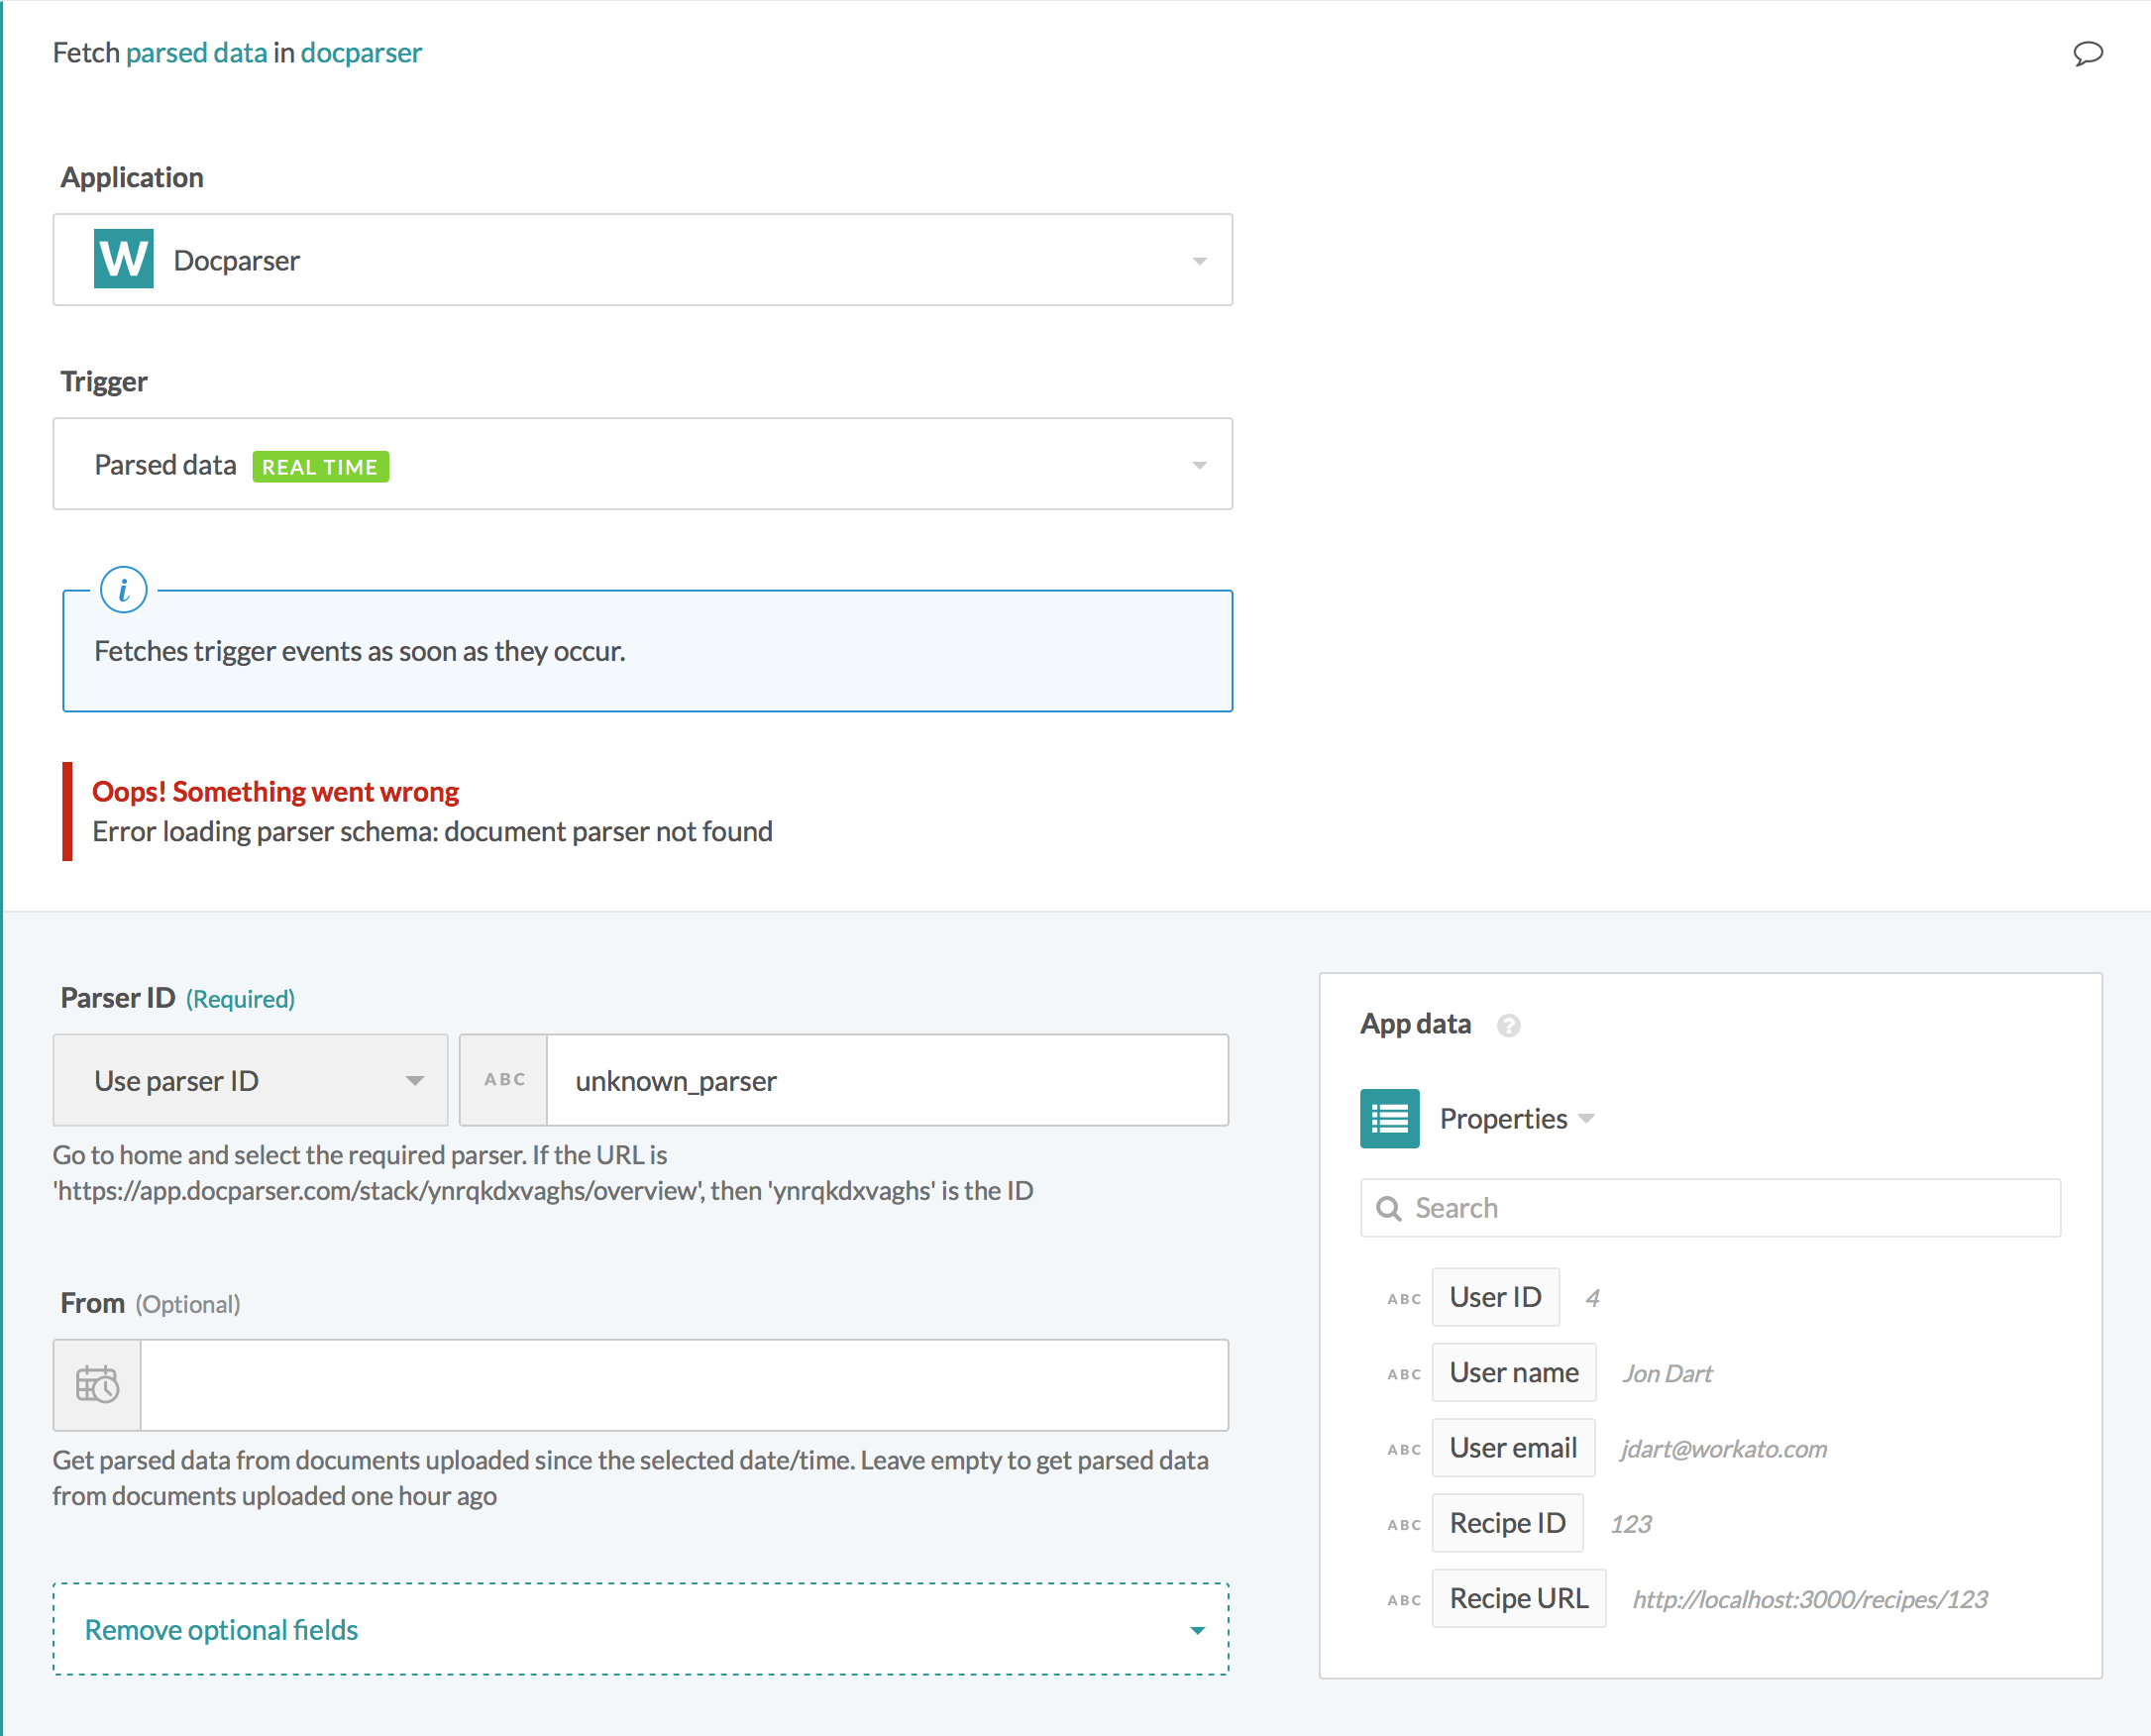 Fetch parsed data in docparser
Application
W Docparser
Trigger
Parsed data REAL TIME
i
Fetches trigger events as soon as they occur.
Oops! Something went wrong
Error loading parser schema: document parser not found
Parser ID (Required)
Use parser ID ABC unknown_parser
Go to home and select the required parser. If the URL is
'https://app.docparser.com/stack/ynrqkdxvaghs/overview', then 'ynrqkdxvaghs' is the ID
From (Optional)
Get parsed data from documents uploaded since the selected date/time. Leave empty to get parsed data
from documents uploaded one hour ago
Remove optional fields
App data ?
Properties
Search
ABC User ID 4
ABC User name Jon Dart
ABC User email jdart@workato.com
ABC Recipe ID 123
ABC Recipe URL http://localhost:3000/recipes/123